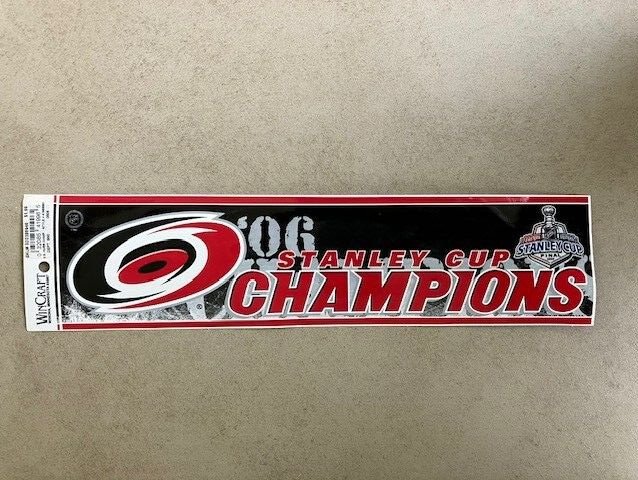 '06
STANLEY CUP
CHAMPIONS
STANLEY CUP
FINAL
WINCRAFT